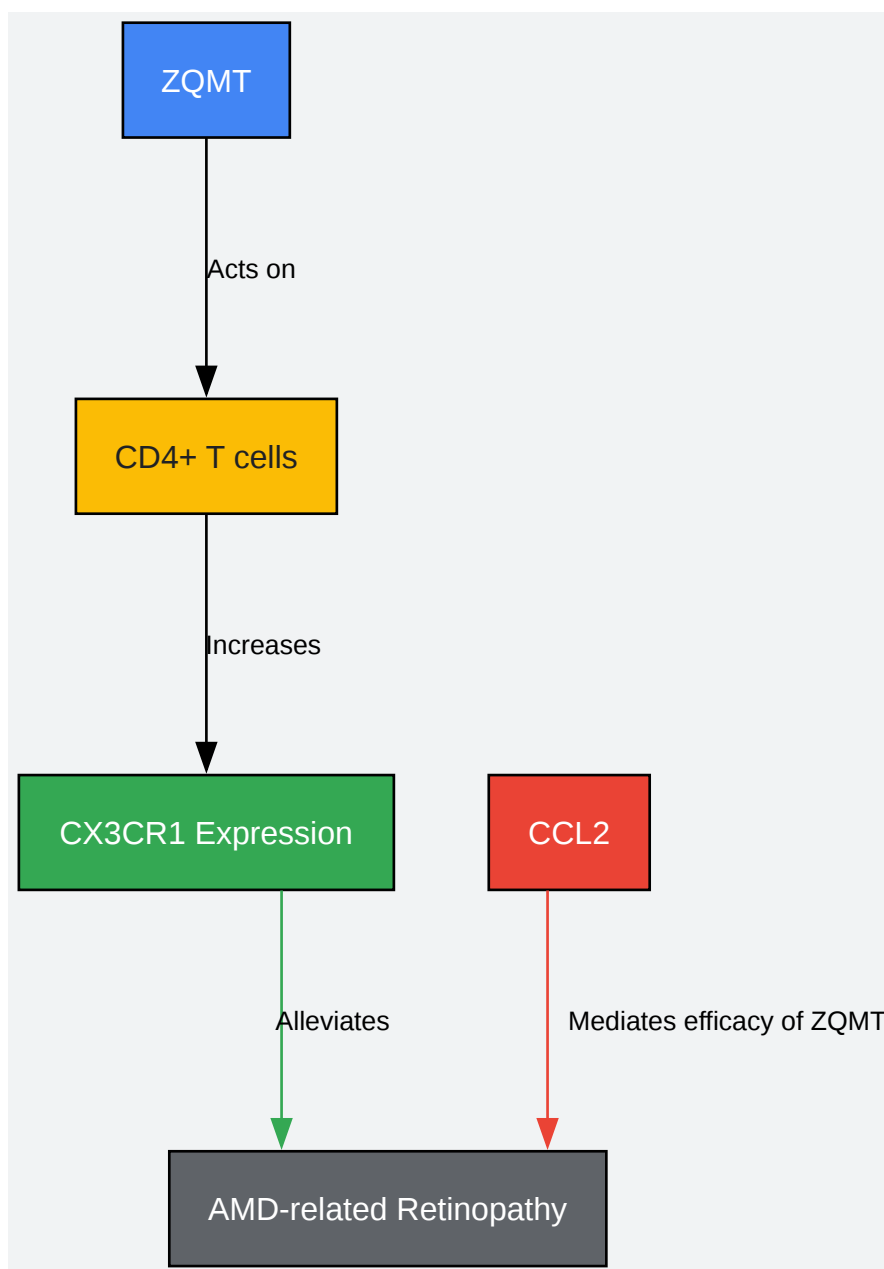 ZQMT
Acts on
CD4+ T cells
Increases
CX3CR1 Expression
CCL2
Alleviates
Mediates efficacy of ZQMT
AMD-related Retinopathy